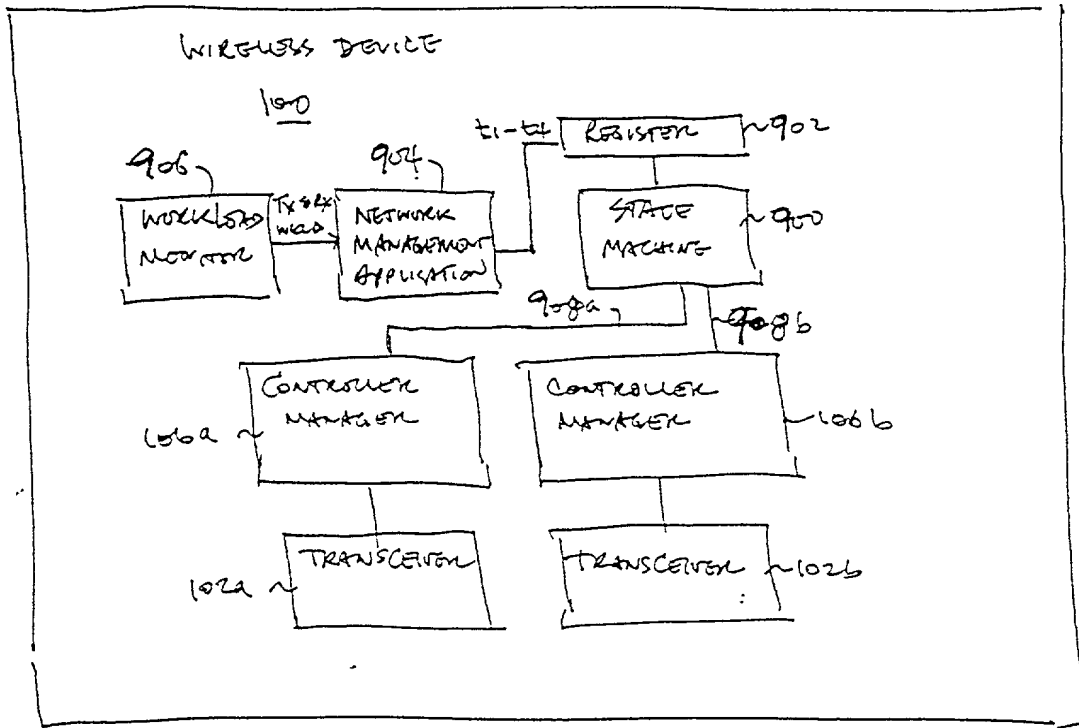 WIRELESS DEVICE
100
t1-t4
REGISTER
902
906
904
WORKLOAD
MONITOR
TX & RX
NETWORK
MANAGEMENT
APPLICATION
STATE
MACHINE
900
908a
908b
CONTROLLER
MANAGER
106a
CONTROLLER
MANAGER
106b
TRANSCEIVER
102a
TRANSCEIVER
102b